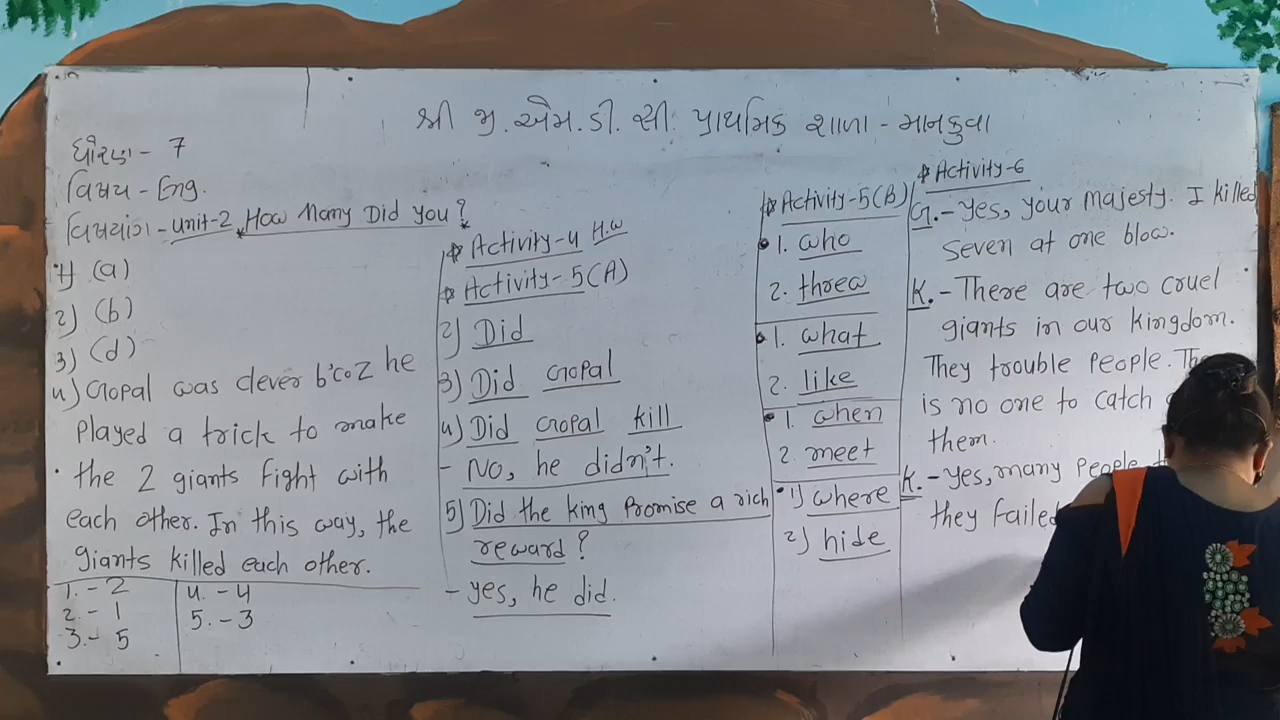 શ્રી જી.એમ.ડી.સી. પ્રાથમિક શાળા - માનકુવા
ધોરણ - 7
વિષય - Eng.
વિષયાંગ - unit-2 *How Many Did You?*
1) (a)
2) (b)
3) (d)
4) Gopal was clever b'coz he
Played a trick to make
the 2 giants Fight with
each other. In this way, the
giants killed each other.
1. - 2
2. - 1
3. - 5
4. - 4
5. - 3
* Activity-4 H.W
* Activity-5(A)
2) Did
3) Did Gopal
4) Did Gopal kill
- No, he didn't.
5) Did the king Promise a rich
reward?
- yes, he did.
* Activity-5(B)
1. who
2. threw
1. what
2. like
1. when
2. meet
1) where
2) hide
* Activity-6
G. - Yes, your majesty. I killed
seven at one blow.
K. - There are two cruel
giants in our kingdom.
They trouble People.
is no one to catch
them.
K. - Yes, many People
they failed